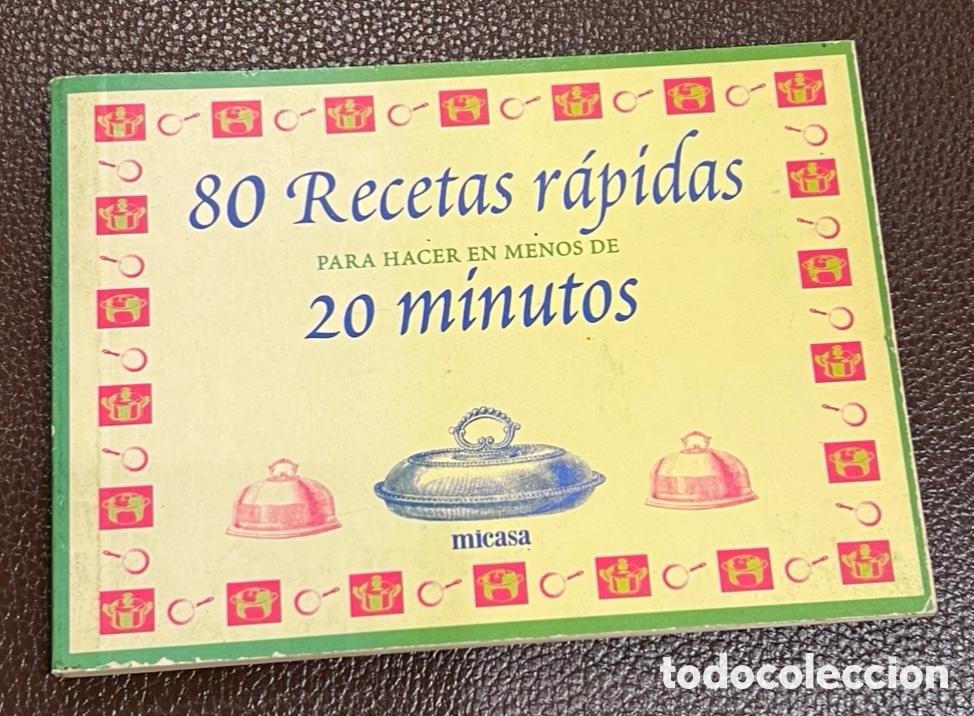 80 Recetas rápidas
PARA HACER EN MENOS DE
20 minutos
micasa
todocoleccion